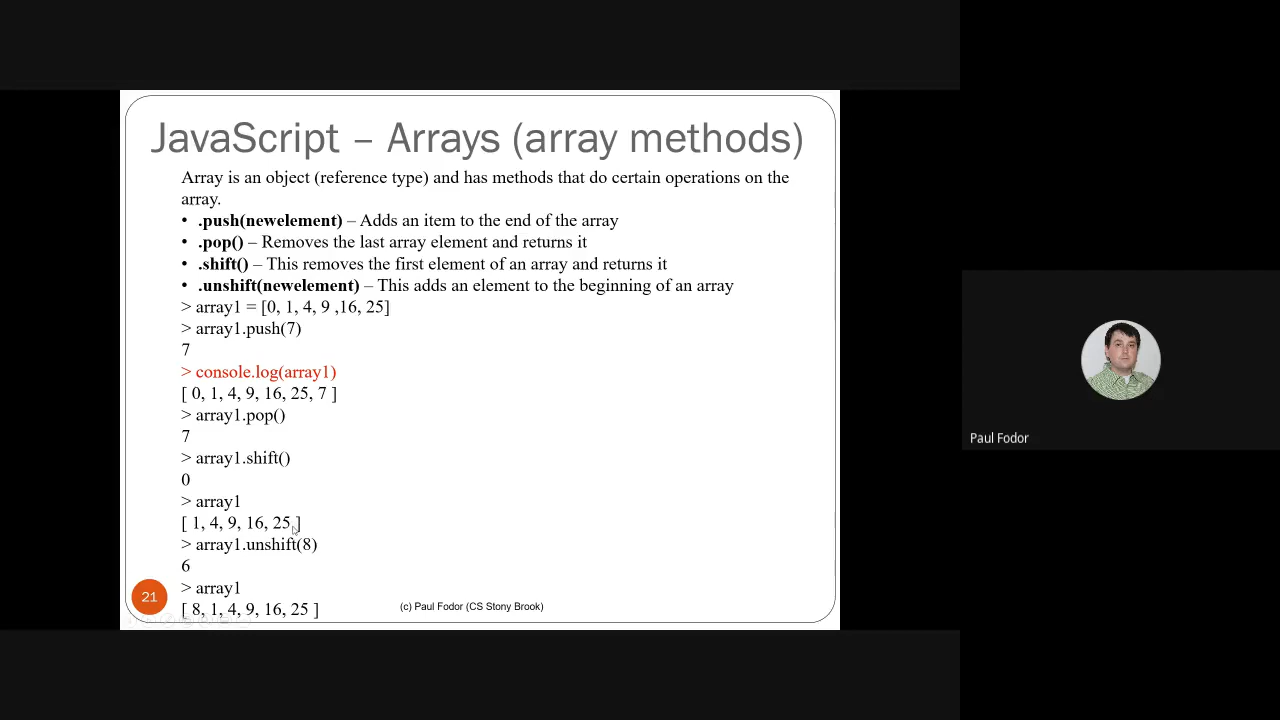 JavaScript – Arrays (array methods)
Array is an object (reference type) and has methods that do certain operations on the
array.
• .push(newelement) – Adds an item to the end of the array
• .pop() – Removes the last array element and returns it
• .shift() – This removes the first element of an array and returns it
• .unshift(newelement) – This adds an element to the beginning of an array
> array1 = [0, 1, 4, 9 ,16, 25]
> array1.push(7)
7
> console.log(array1)
[ 0, 1, 4, 9, 16, 25, 7 ]
> array1.pop()
7
> array1.shift()
0
> array1
[ 1, 4, 9, 16, 25 ]
> array1.unshift(8)
6
> array1
[ 8, 1, 4, 9, 16, 25 ]
21
(c) Paul Fodor (CS Stony Brook)
Paul Fodor